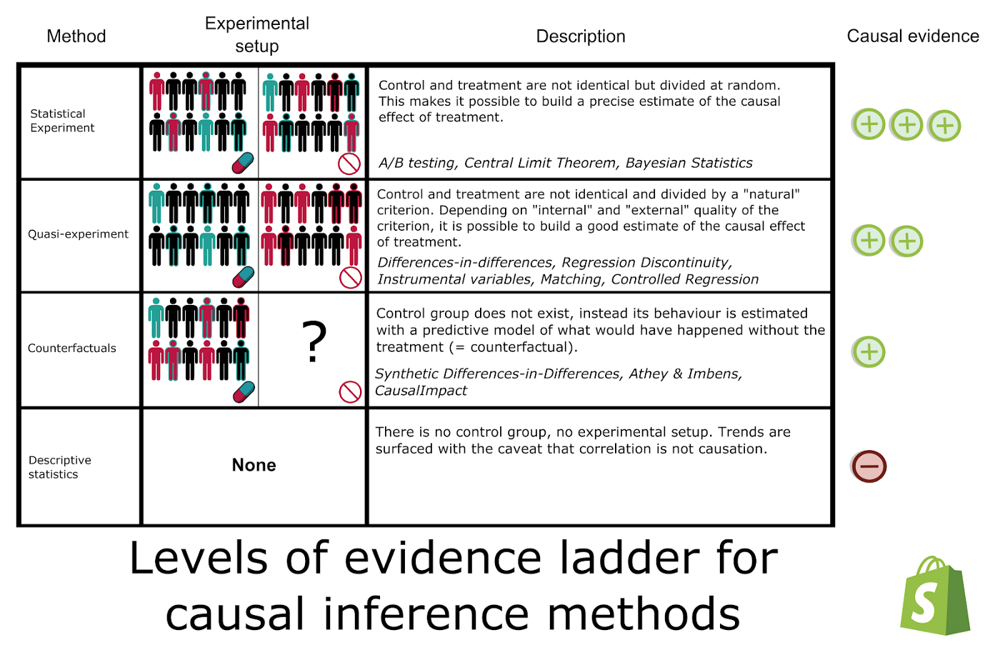 Method
Experimental
setup
Description
Causal evidence
Statistical
Experiment
Control and treatment are not identical but divided at random.
This makes it possible to build a precise estimate of the causal
effect of treatment.
A/B testing, Central Limit Theorem, Bayesian Statistics
Quasi-experiment
Control and treatment are not identical and divided by a "natural"
criterion. Depending on "internal" and "external" quality of the
criterion, it is possible to build a good estimate of the causal effect
of treatment.
Differences-in-differences, Regression Discontinuity,
Instrumental variables, Matching, Controlled Regression
Counterfactuals
?
Control group does not exist, instead its behaviour is estimated
with a predictive model of what would have happened without the
treatment (= counterfactual).
Synthetic Differences-in-Differences, Athey & Imbens,
CausalImpact
Descriptive
statistics
None
There is no control group, no experimental setup. Trends are
surfaced with the caveat that correlation is not causation.
Levels of evidence ladder for
causal inference methods
S